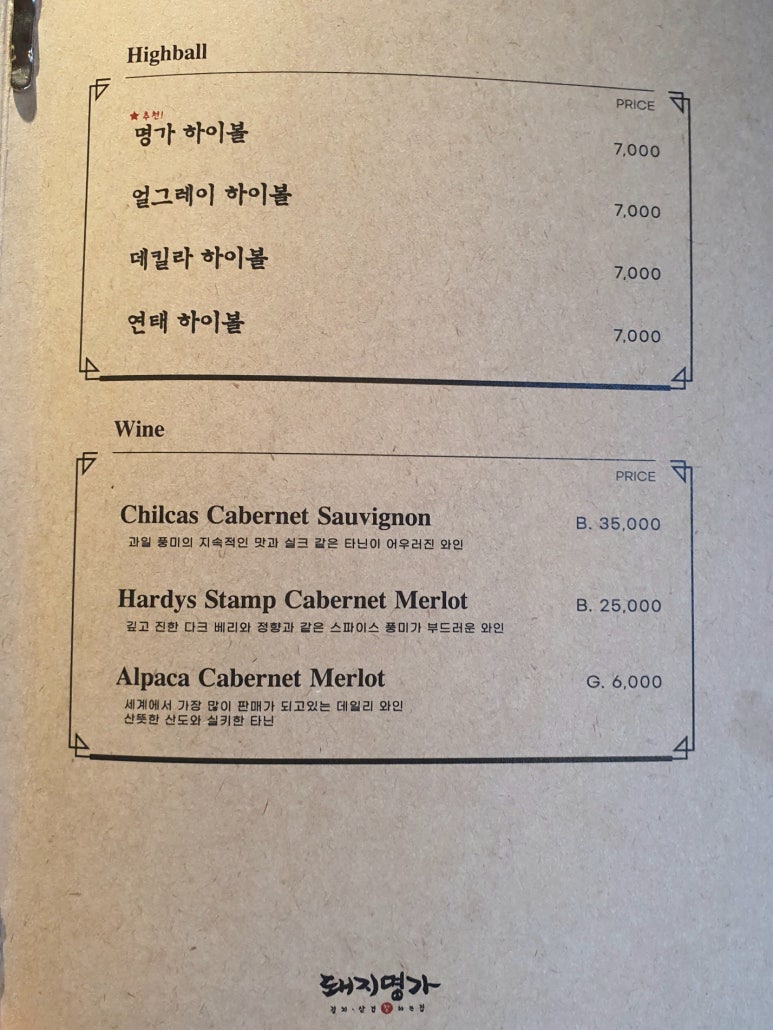 Highball
PRICE
추천!
명가 하이볼 7,000
얼그레이 하이볼 7,000
데킬라 하이볼 7,000
연태 하이볼 7,000
Wine
PRICE
Chilcas Cabernet Sauvignon B. 35,000
과일 풍미의 지속적인 맛과 실크 같은 타닌이 어우러진 와인
Hardys Stamp Cabernet Merlot B. 25,000
깊고 진한 다크 베리와 정향과 같은 스파이스 풍미가 부드러운 와인
Alpaca Cabernet Merlot G. 6,000
세계에서 가장 많이 판매가 되고있는 데일리 와인
산뜻한 산도와 실키한 타닌
돼지명가